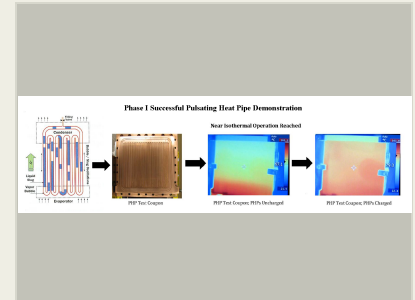 Phase I Successful Pulsating Heat Pipe Demonstration
Near Isothermal Operation Reached
Condenser
Liquid
Slug
Vapor
Bubble
Evaporator
PHP Test Coupon
PHP Test Coupon; PHPs Uncharged
PHP Test Coupon; PHPs Charged